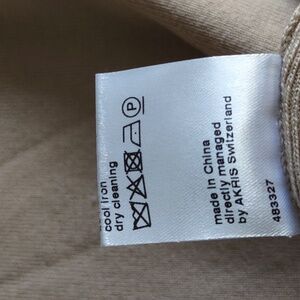 cool iron
dry cleaning
P
made in China
directly managed
by AKRIS Switzerland
483327